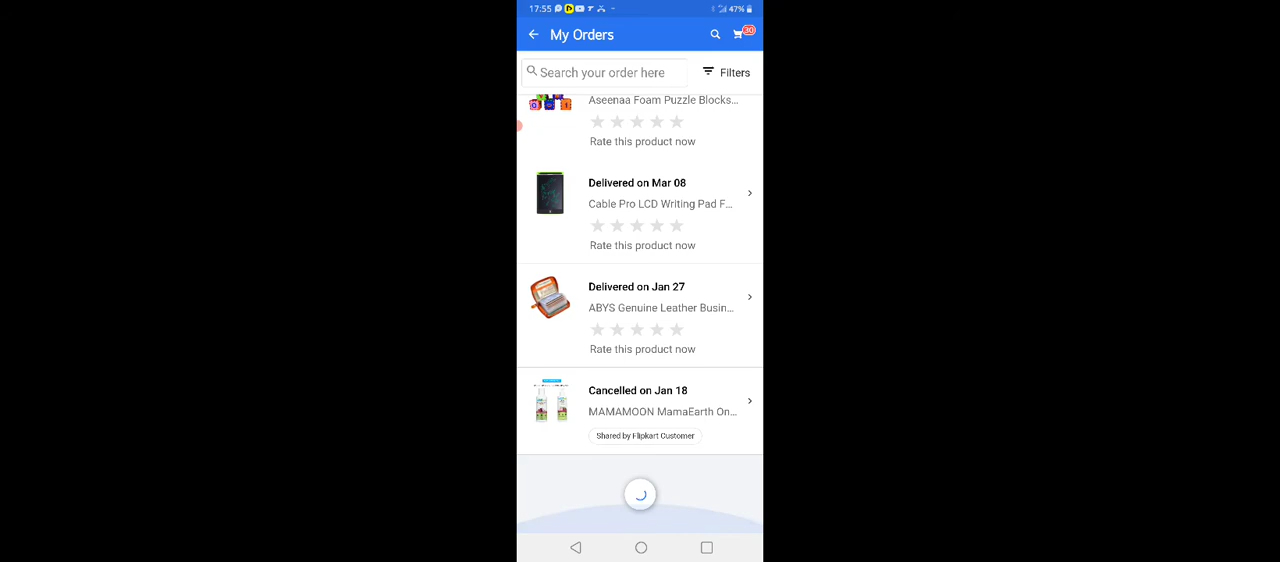 17:55 47%
My Orders 30
Search your order here Filters
Aseenaa Foam Puzzle Blocks...
Rate this product now
Delivered on Mar 08
Cable Pro LCD Writing Pad F...
Rate this product now
Delivered on Jan 27
ABYS Genuine Leather Busin...
Rate this product now
Cancelled on Jan 18
MAMAMOON MamaEarth On...
Shared by Flipkart Customer